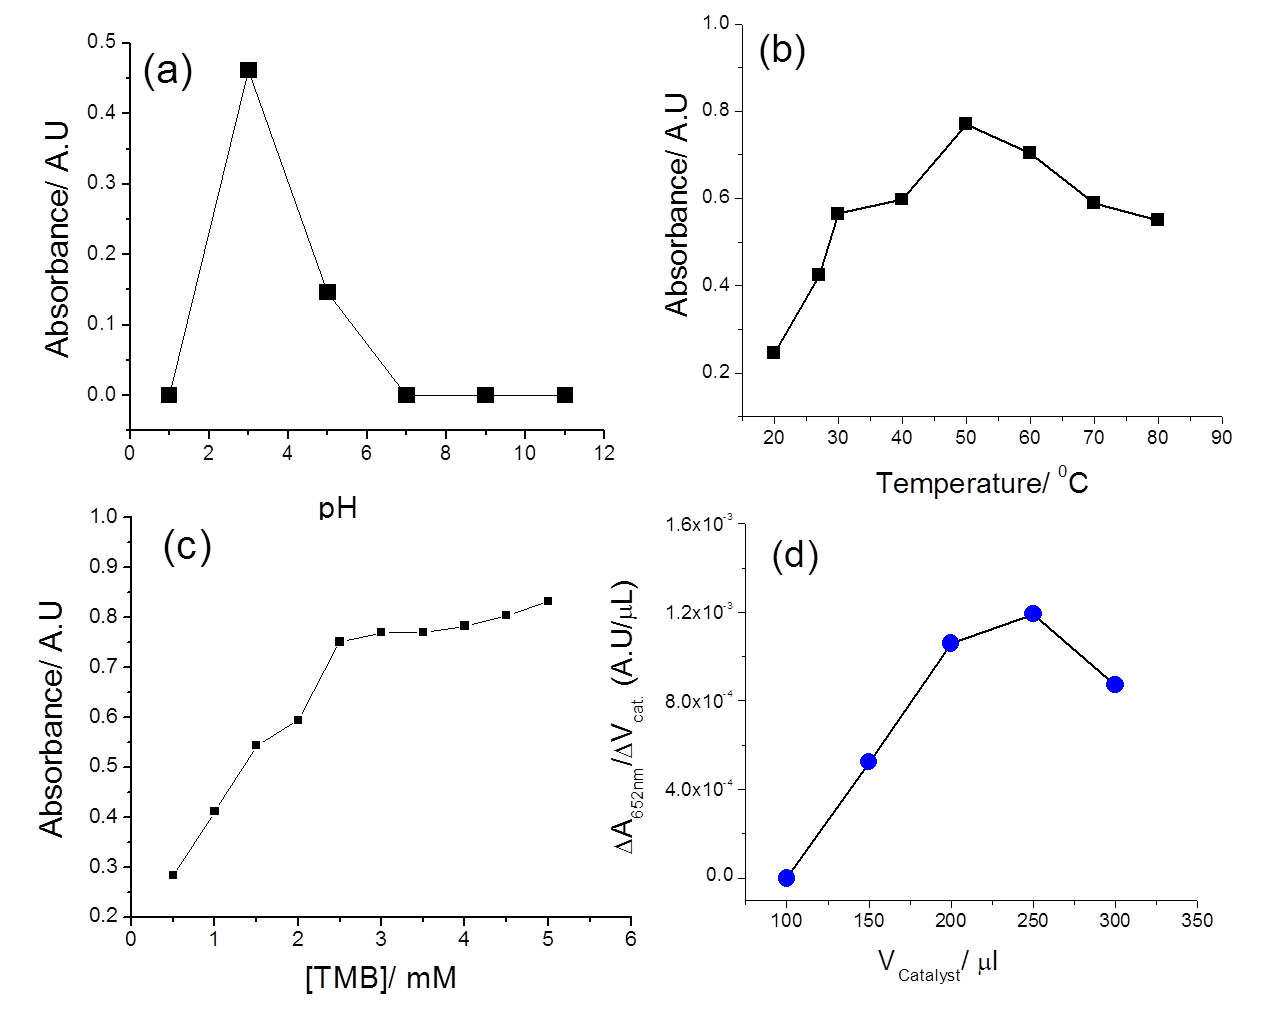 (a)
Absorbance/ A.U
0.5
0.4
0.3
0.2
0.1
0.0
0 2 4 6 8 10 12
pH
(b)
Absorbance/ A.U
1.0
0.8
0.6
0.4
0.2
20 30 40 50 60 70 80 90
Temperature/ ⁰C
(c)
Absorbance/ A.U
1.0
0.9
0.8
0.7
0.6
0.5
0.4
0.3
0.2
0 1 2 3 4 5 6
[TMB]/ mM
(d)
ΔA652nm/ΔVcat. (A.U/μL)
1.6x10⁻³
1.2x10⁻³
8.0x10⁻⁴
4.0x10⁻⁴
0.0
100 150 200 250 300 350
VCatalyst/ μl